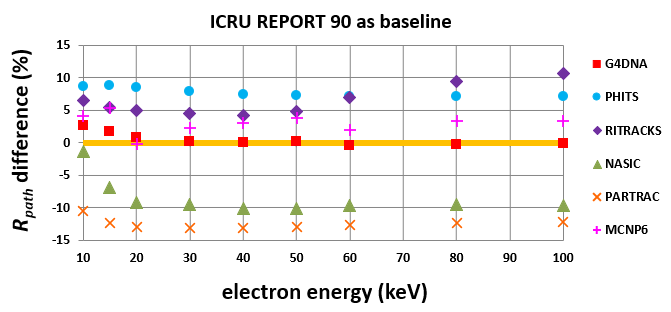 ICRU REPORT 90 as baseline
R path difference (%)
15
10
5
0
-5
-10
-15
10 20 30 40 50 60 70 80 90 100
electron energy (keV)
G4DNA
PHITS
RITRACKS
NASIC
PARTRAC
MCNP6